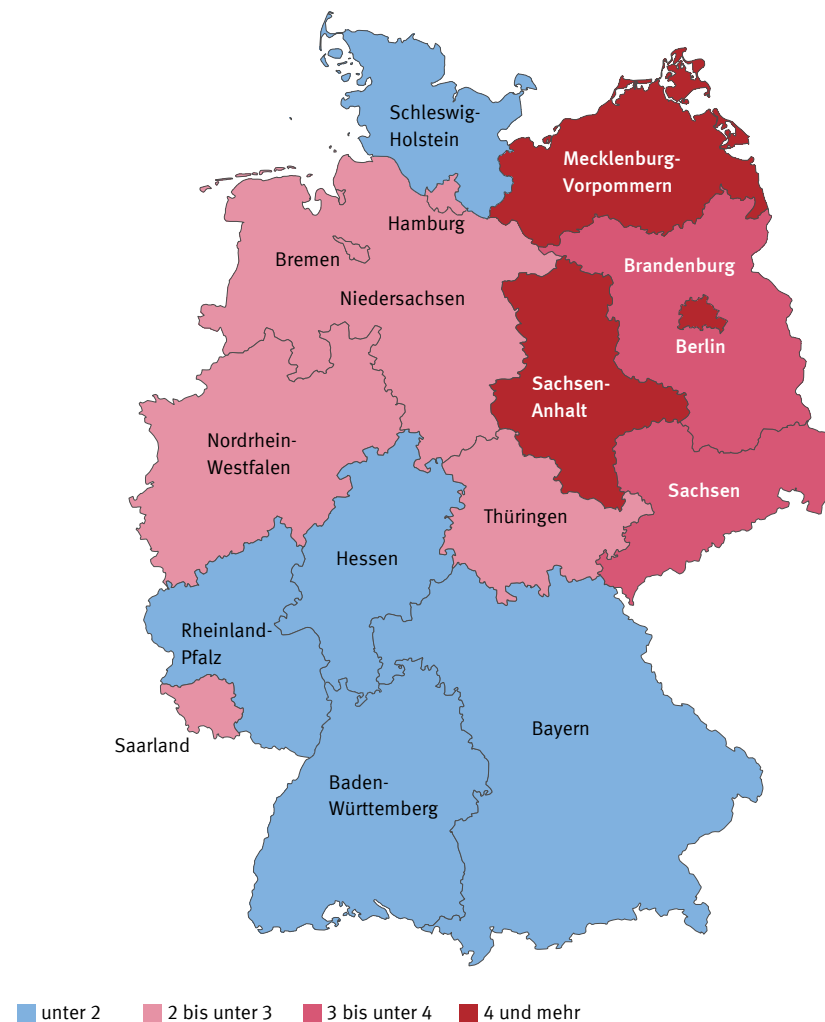 Schleswig-
Holstein
Mecklenburg-
Vorpommern
Hamburg
Bremen
Brandenburg
Niedersachsen
Berlin
Sachsen-
Anhalt
Nordrhein-
Westfalen
Sachsen
Thüringen
Hessen
Rheinland-
Pfalz
Saarland
Bayern
Baden-
Württemberg
unter 2 2 bis unter 3 3 bis unter 4 4 und mehr